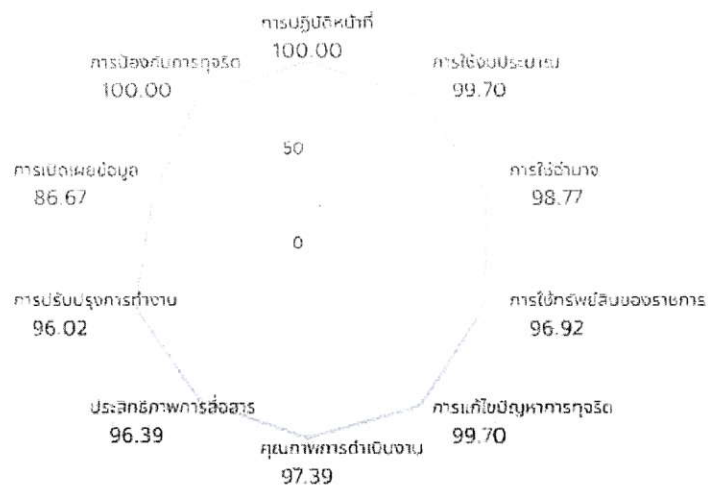 การปฏิบัติหน้าที่
100.00
การใช้งบประมาณ
99.70
การใช้อำนาจ
98.77
การใช้ทรัพย์สินของราชการ
96.92
การแก้ไขปัญหาการทุจริต
99.70
คุณภาพการดำเนินงาน
97.39
ประสิทธิภาพการสื่อสาร
96.39
การปรับปรุงการทำงาน
96.02
การเปิดเผยข้อมูล
86.67
การป้องกันการทุจริต
100.00
50
0